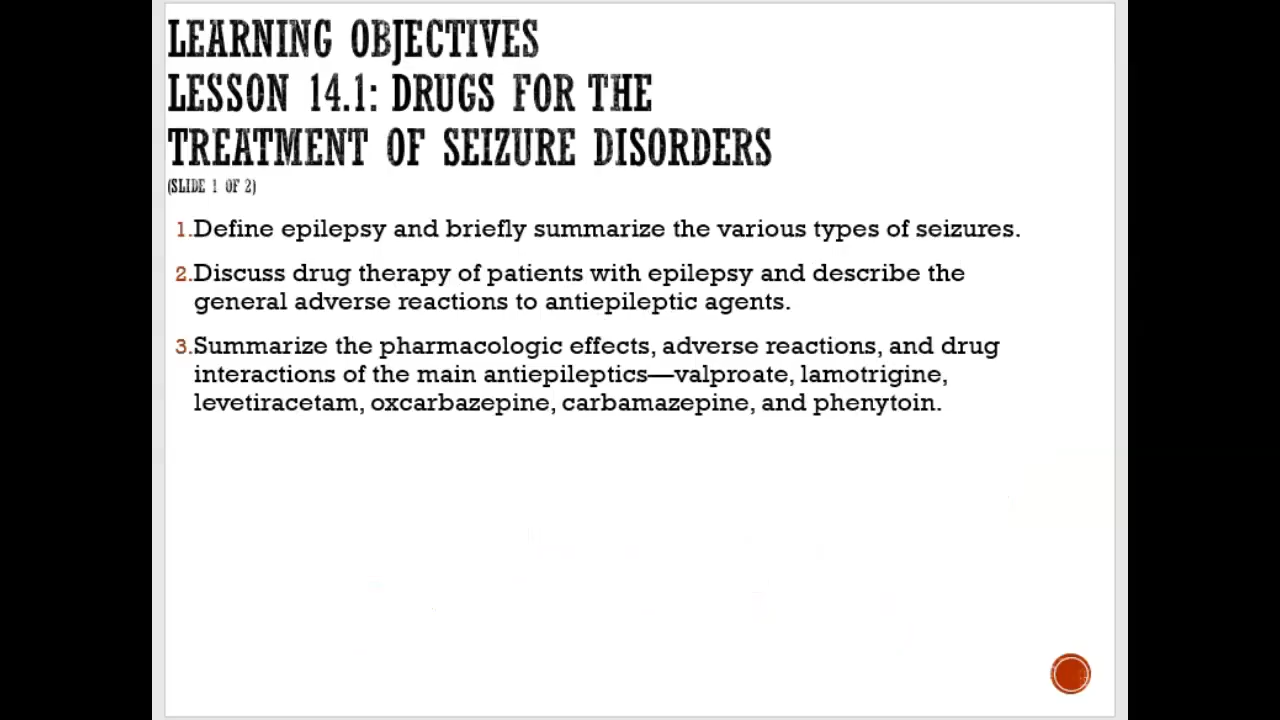 LEARNING OBJECTIVES
LESSON 14.1: DRUGS FOR THE
TREATMENT OF SEIZURE DISORDERS
(SLIDE 1 OF 2)
1.Define epilepsy and briefly summarize the various types of seizures.
2.Discuss drug therapy of patients with epilepsy and describe the
general adverse reactions to antiepileptic agents.
3.Summarize the pharmacologic effects, adverse reactions, and drug
interactions of the main antiepileptics—valproate, lamotrigine,
levetiracetam, oxcarbazepine, carbamazepine, and phenytoin.